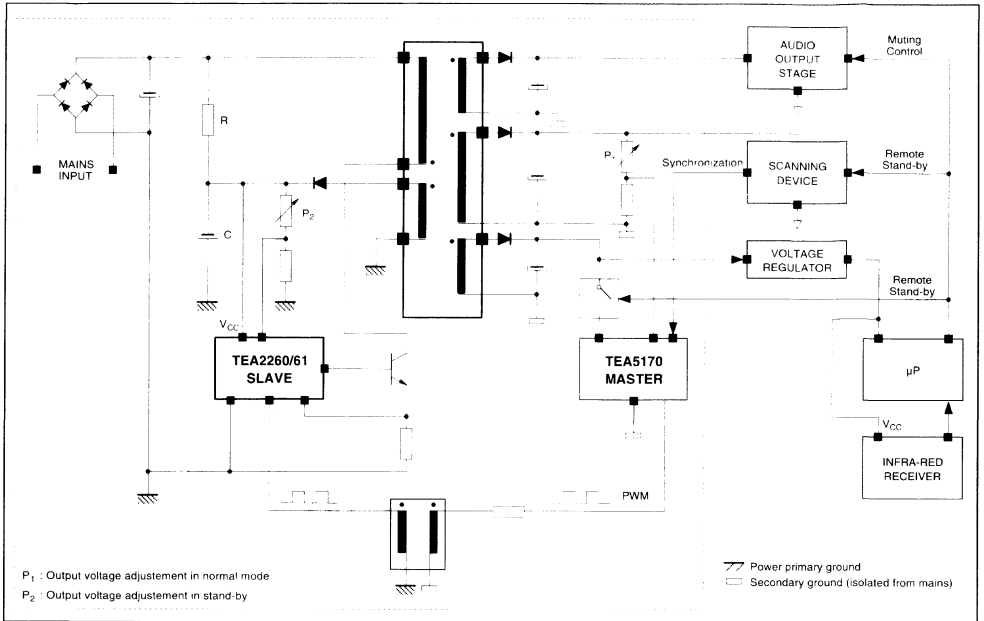 AUDIO
OUTPUT
STAGE
Muting
Control
R
MAINS
INPUT
P1
Synchronization
SCANNING
DEVICE
Remote
Stand-by
P2
C
VOLTAGE
REGULATOR
Remote
Stand-by
VCC
TEA2260/61
SLAVE
TEA5170
MASTER
µP
VCC
INFRA-RED
RECEIVER
PWM
P1 : Output voltage adjustement in normal mode
P2 : Output voltage adjustement in stand-by
Power primary ground
Secondary ground (isolated from mains)